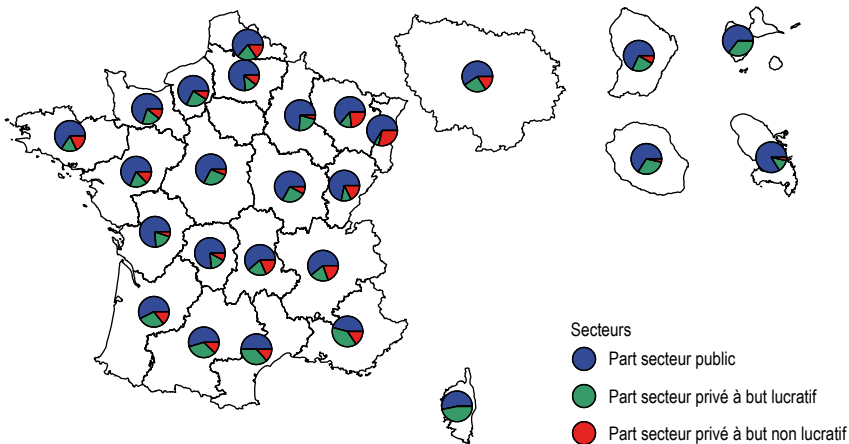 Secteurs
Part secteur public
Part secteur privé à but lucratif
Part secteur privé à but non lucratif